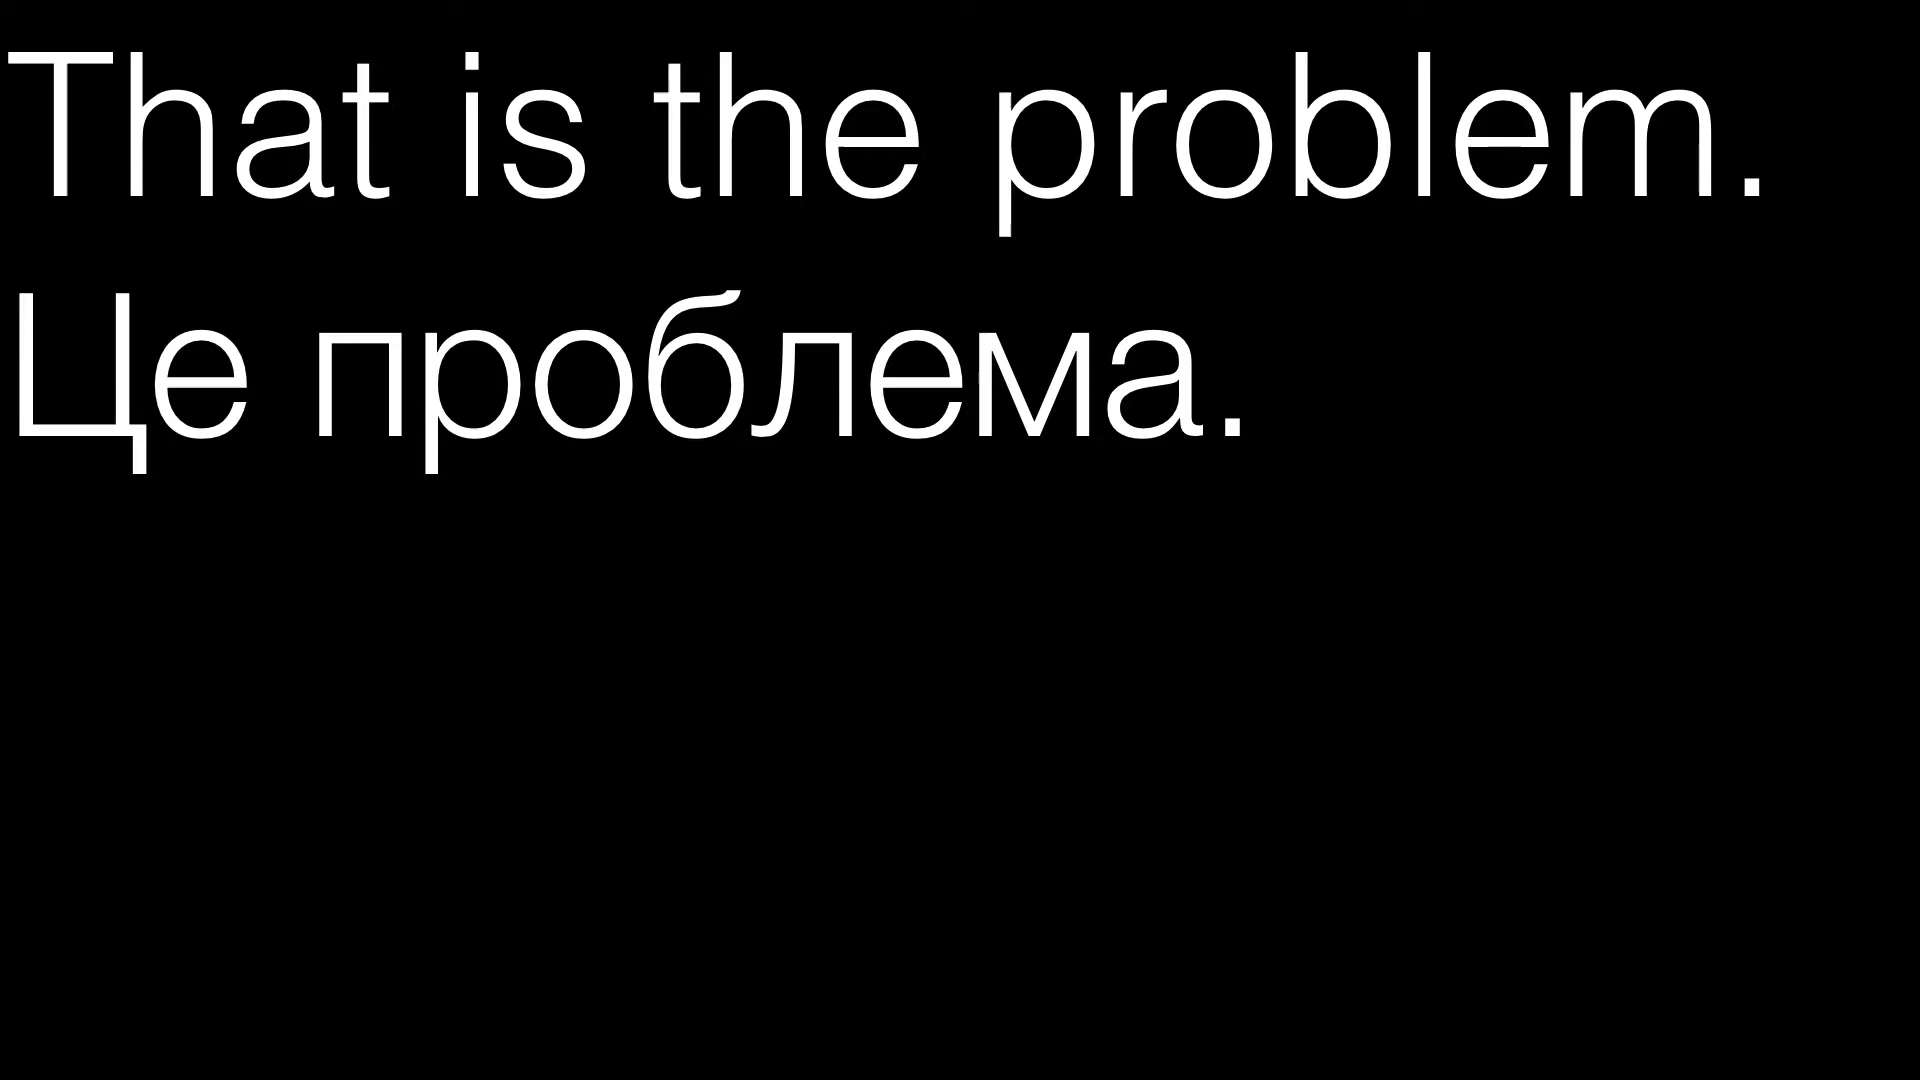 That is the problem.
Це проблема.